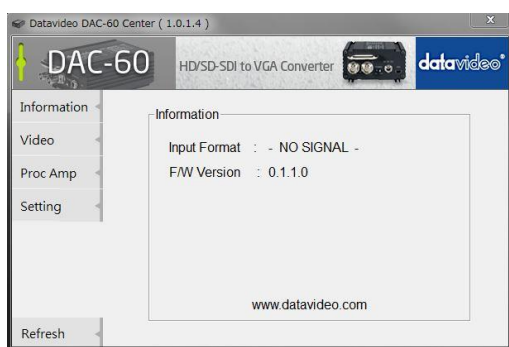 Datavideo DAC-60 Center ( 1.0.1.4 )
DAC-60
HD/SD-SDI to VGA Converter
datavideo
Information
Video
Proc Amp
Setting
Refresh
Information
Input Format : - NO SIGNAL -
F/W Version : 0.1.1.0
www.datavideo.com